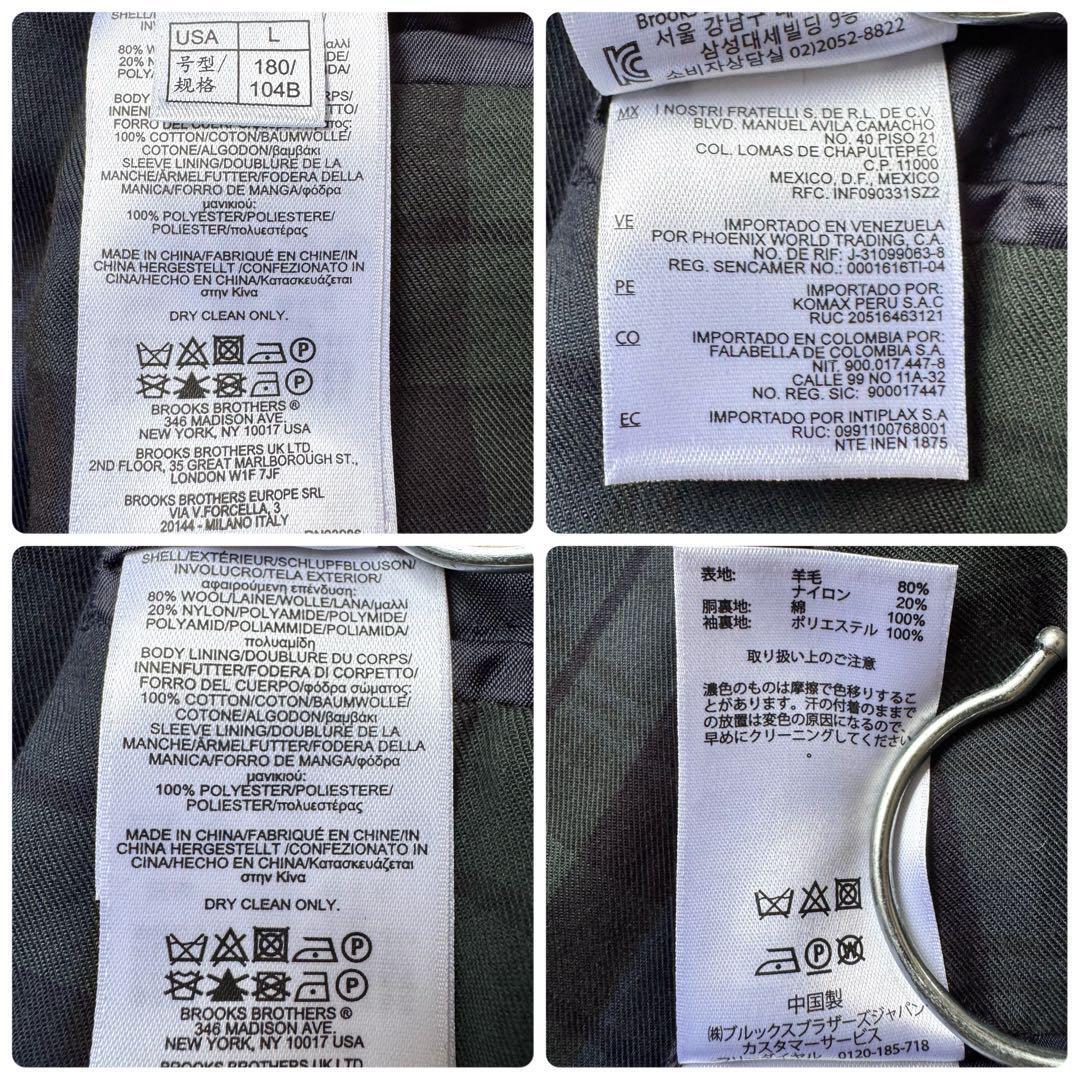 USA L
号型/ 180/
规格 104B
80% W
20% N
POLY
BODY
INNEN
100% COTTON/COTON/BAUMWOLLE/
COTONE/ALGODON/βαμβάκι
SLEEVE LINING/DOUBLURE DE LA
MANCHE/ÄRMELFUTTER/FODERA DELLA
MANICA/FORRO DE MANGA/φόδρα
μανικιού:
100% POLYESTER/POLIESTERE/
POLIESTER/πολυεστέρας
MADE IN CHINA/FABRIQUÉ EN CHINE/IN
CHINA HERGESTELLT /CONFEZIONATO IN
CINA/HECHO EN CHINA/Κατασκευάζεται
στην Κίνα
DRY CLEAN ONLY.
BROOKS BROTHERS ®
346 MADISON AVE.
NEW YORK, NY 10017 USA
BROOKS BROTHERS UK LTD.
2ND FLOOR, 35 GREAT MARLBOROUGH ST.,
LONDON W1F 7JF
BROOKS BROTHERS EUROPE SRL
VIA V.FORCELLA, 3
20144 - MILANO ITALY
Brooks
서울 강남구
삼성대세빌딩 9층
소비자상담실 02)2052-8822
MX I NOSTRI FRATELLI S. DE R.L. DE C.V.
BLVD. MANUEL AVILA CAMACHO
NO. 40 PISO 21
COL. LOMAS DE CHAPULTEPEC
C.P. 11000
MEXICO, D.F., MEXICO
RFC. INF090331SZ2
VE IMPORTADO EN VENEZUELA
POR PHOENIX WORLD TRADING, C.A.
NO. DE RIF: J-31099063-8
REG. SENCAMER NO.: 0001616TI-04
PE IMPORTADO POR:
KOMAX PERU S.A.C
RUC 20516463121
CO IMPORTADO EN COLOMBIA POR:
FALABELLA DE COLOMBIA S.A.
NIT. 900.017.447-8
CALLE 99 NO 11A-32
NO. REG. SIC: 900017447
EC IMPORTADO POR INTIPLAX S.A
RUC: 0991100768001
NTE INEN 1875
SHELL/EXTÉRIEUR/SCHLUPFBLOUSON/
INVOLUCRO/TELA EXTERIOR/
αφαιρούμενη επένδυση:
80% WOOL/LAINE/WOLLE/LANA/μαλλί
20% NYLON/POLYAMIDE/POLYMIDE/
POLYAMID/POLIAMMIDE/POLIAMIDA/
πολυαμίδη
BODY LINING/DOUBLURE DU CORPS/
INNENFUTTER/FODERA DI CORPETTO/
FORRO DEL CUERPO/φόδρα σώματος:
100% COTTON/COTON/BAUMWOLLE/
COTONE/ALGODON/βαμβάκι
SLEEVE LINING/DOUBLURE DE LA
MANCHE/ÄRMELFUTTER/FODERA DELLA
MANICA/FORRO DE MANGA/φόδρα
μανικιού:
100% POLYESTER/POLIESTERE/
POLIESTER/πολυεστέρας
MADE IN CHINA/FABRIQUÉ EN CHINE/IN
CHINA HERGESTELLT /CONFEZIONATO IN
CINA/HECHO EN CHINA/Κατασκευάζεται
στην Κίνα
DRY CLEAN ONLY.
BROOKS BROTHERS ®
346 MADISON AVE.
NEW YORK, NY 10017 USA
BROOKS BROTHERS UK LTD.
表地: 羊毛 80%
ナイロン 20%
胴裏地: 綿 100%
袖裏地: ポリエステル 100%
取り扱い上のご注意
濃色のものは摩擦で色移りするこ
とがあります。汗の付着のままで
の放置は変色の原因になるので、
早めにクリーニングしてください
。
中国製
㈱ブルックスブラザーズジャパン
カスタマーサービス
フリーダイヤル 0120-185-718